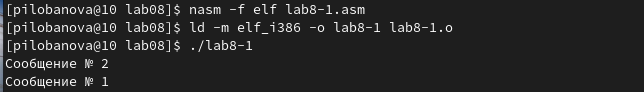 [pilobanova@10 lab08]$ nasm -f elf lab8-1.asm
[pilobanova@10 lab08]$ ld -m elf_i386 -o lab8-1 lab8-1.o
[pilobanova@10 lab08]$ ./lab8-1
Сообщение № 2
Сообщение № 1